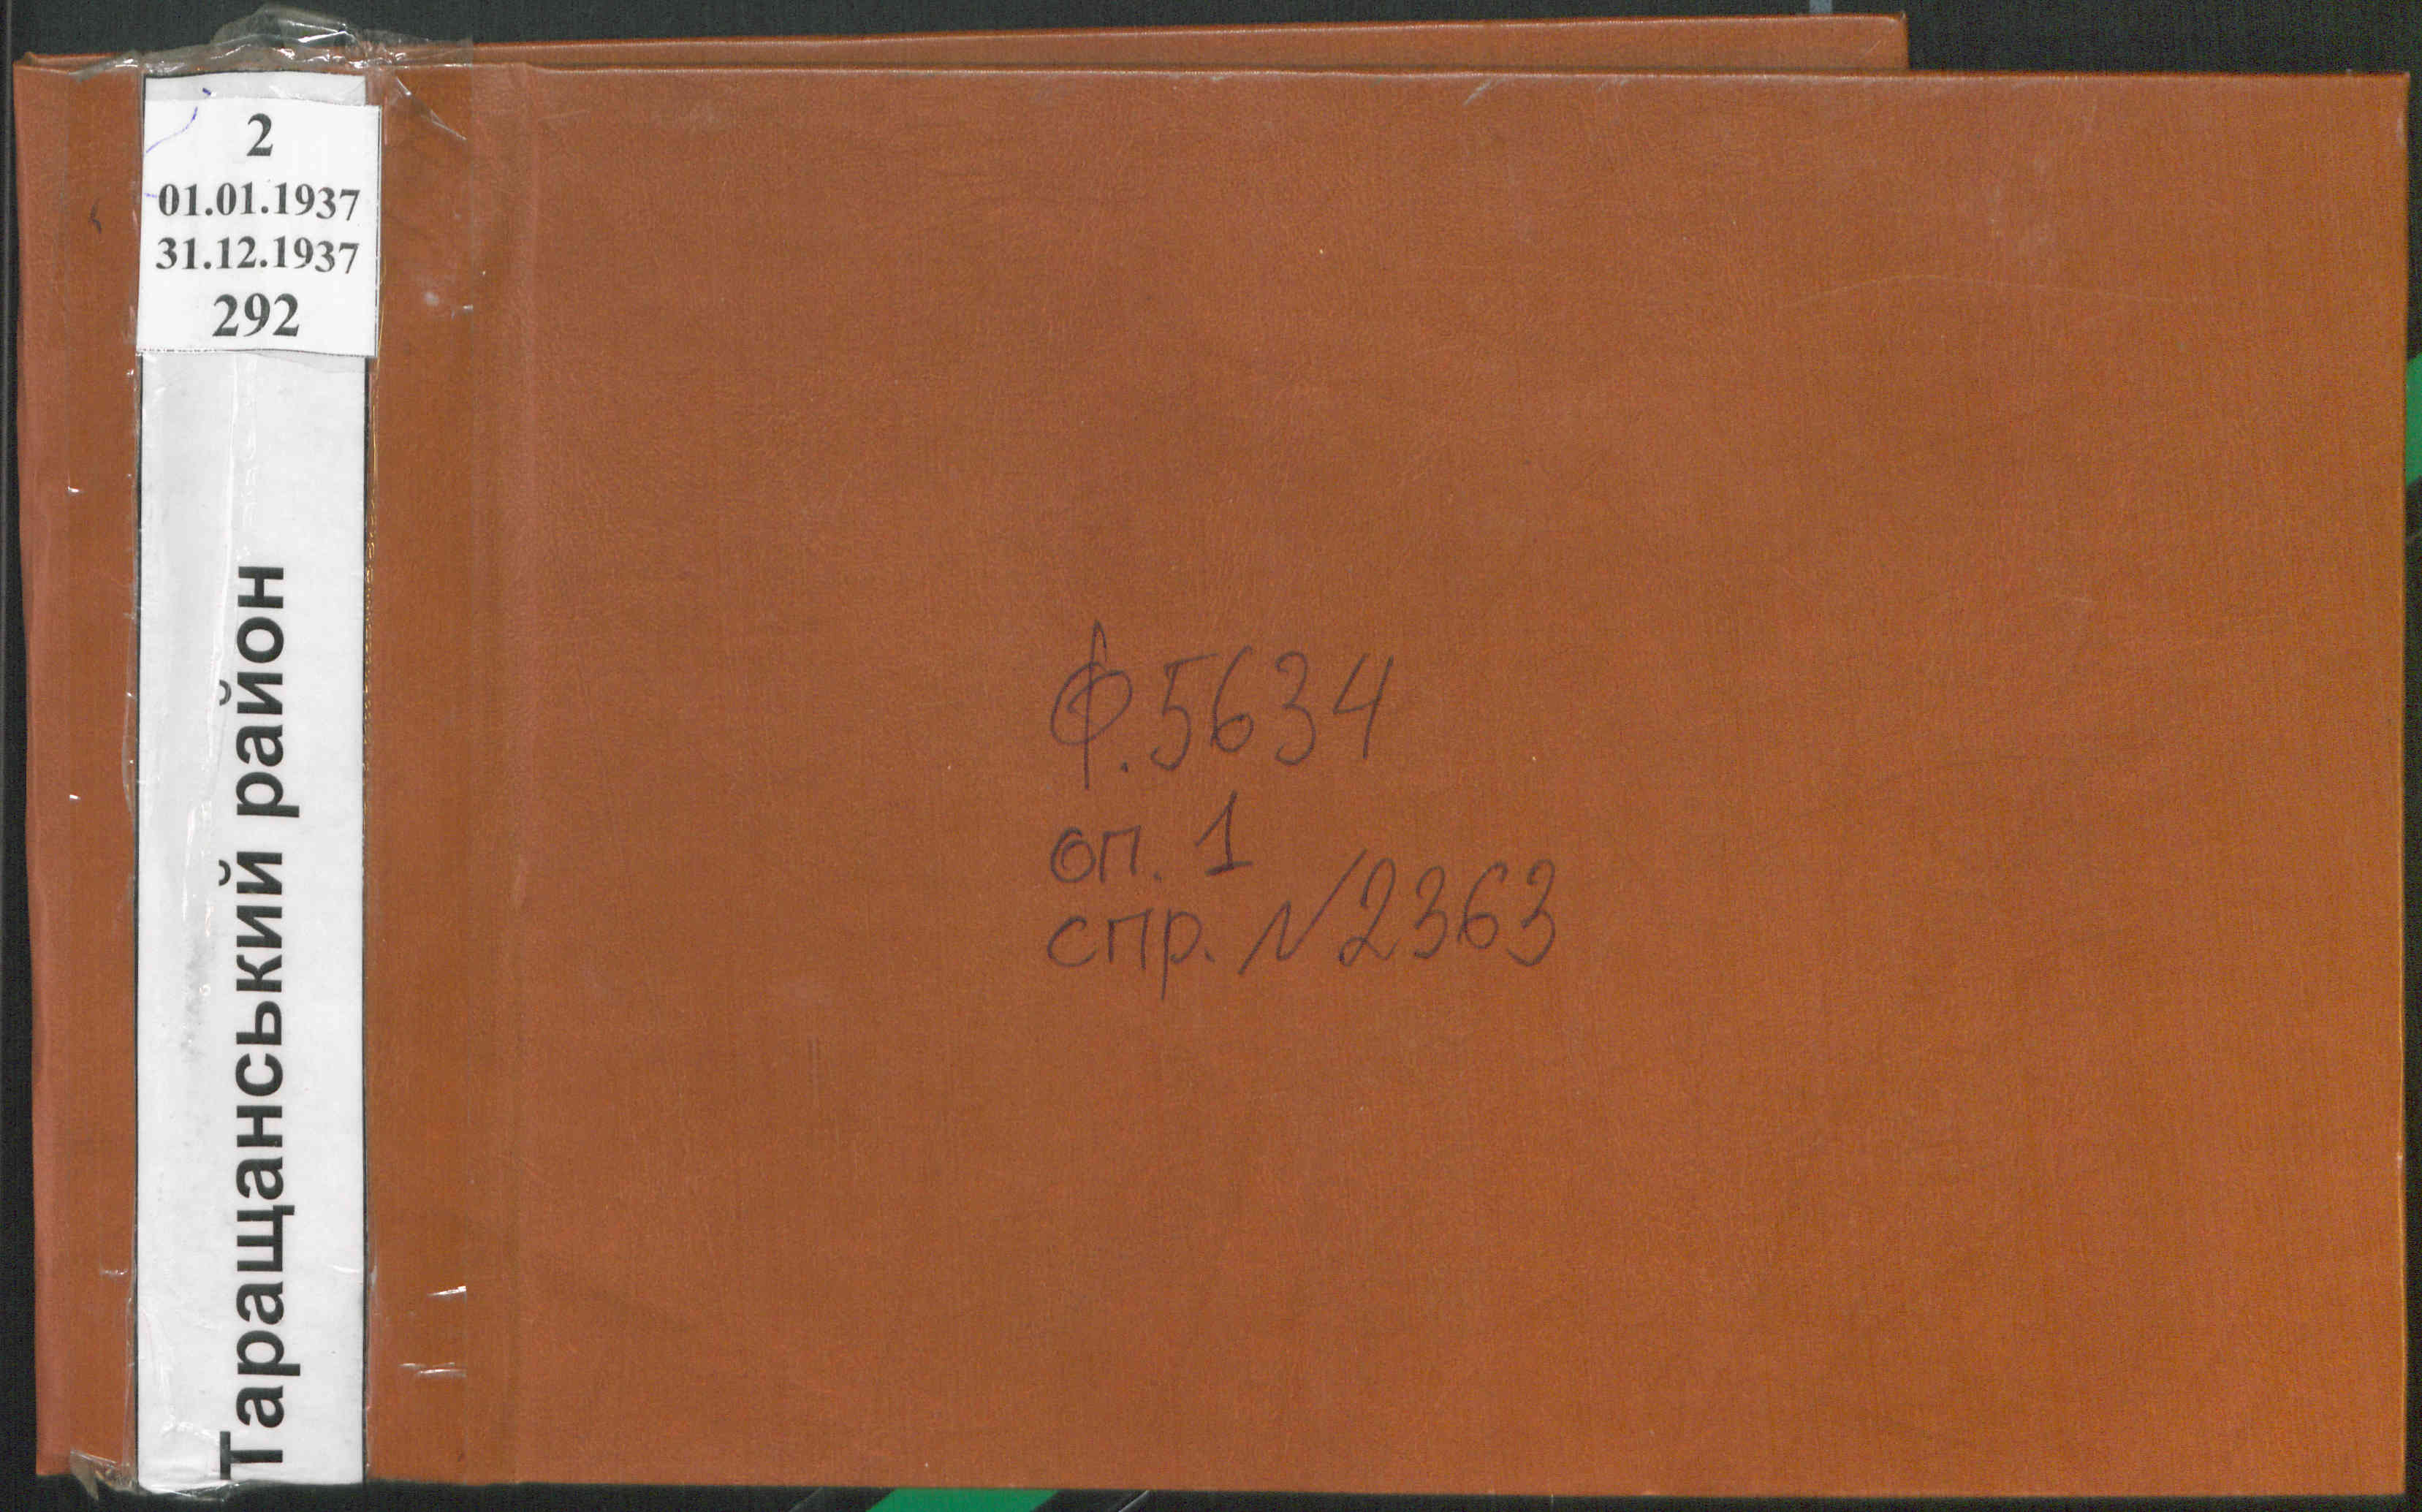 2
01.01.1937
31.12.1937
292
Таращанський район
ф.5634
оп. 1
спр. №2363